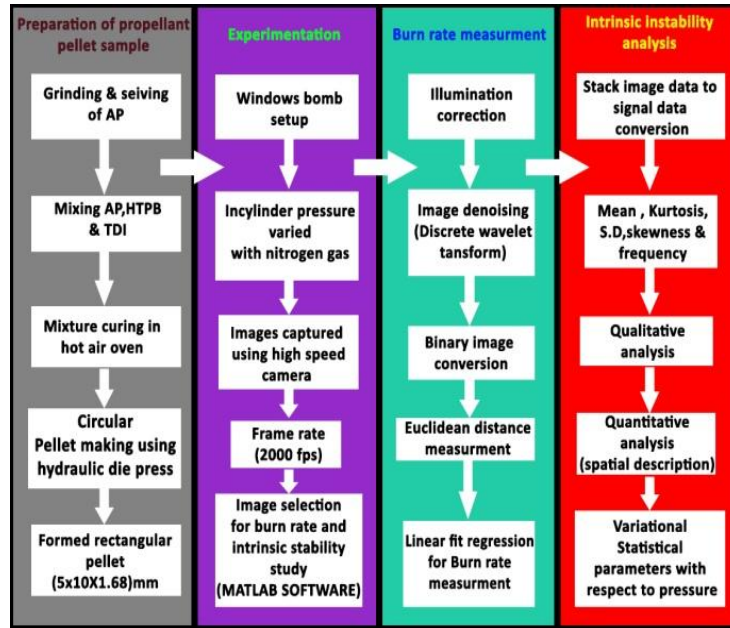 Preparation of propellant
pellet sample
Grinding & seiving
of AP
Mixing AP,HTPB
& TDI
Mixture curing in
hot air oven
Circular
Pellet making using
hydraulic die press
Formed rectangular
pellet
(5x10X1.68)mm
Experimentation
Windows bomb
setup
Incylinder pressure
varied
with nitrogen gas
Images captured
using high speed
camera
Frame rate
(2000 fps)
Image selection
for burn rate and
intrinsic stability
study
(MATLAB SOFTWARE)
Burn rate measurment
Illumination
correction
Image denoising
(Discrete wavelet
tansform)
Binary image
conversion
Euclidean distance
measurment
Linear fit regression
for Burn rate
measurment
Intrinsic instability
analysis
Stack image data to
signal data
conversion
Mean , Kurtosis,
S.D,skewness &
frequency
Qualitative
analysis
Quantitative
analysis
(spatial description)
Variational
Statistical
parameters with
respect to pressure